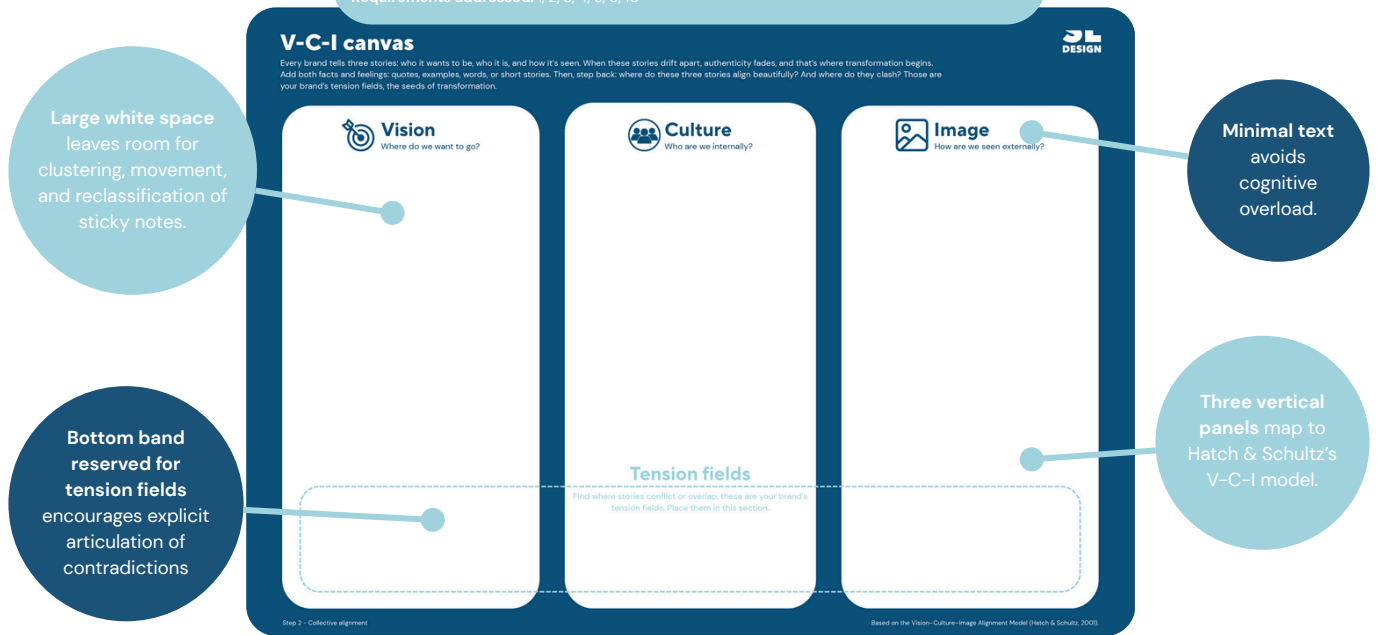 V-C-I canvas
DESIGN
Every brand tells three stories: who it wants to be, who it is, and how it's seen. When these stories drift apart, authenticity fades, and that's where transformation begins.
Add both facts and feelings: quotes, examples, words, or short stories. Then, step back: where do these three stories align beautifully? And where do they clash? Those are
your brand's tension fields, the seeds of transformation.
Large white space
leaves room for
clustering, movement,
and reclassification of
sticky notes.
Vision
Where do we want to go?
Culture
Who are we internally?
Image
How are we seen externally?
Minimal text
avoids
cognitive
overload.
Bottom band
reserved for
tension fields
encourages explicit
articulation of
contradictions
Tension fields
Find where stories conflict or overlap, these are your brand's
tension fields. Place them in this section.
Three vertical
panels map to
Hatch & Schultz's
V-C-I model.
Step 2 - Collective alignment
Based on the Vision-Culture-Image Alignment Model (Hatch & Schultz, 2001).